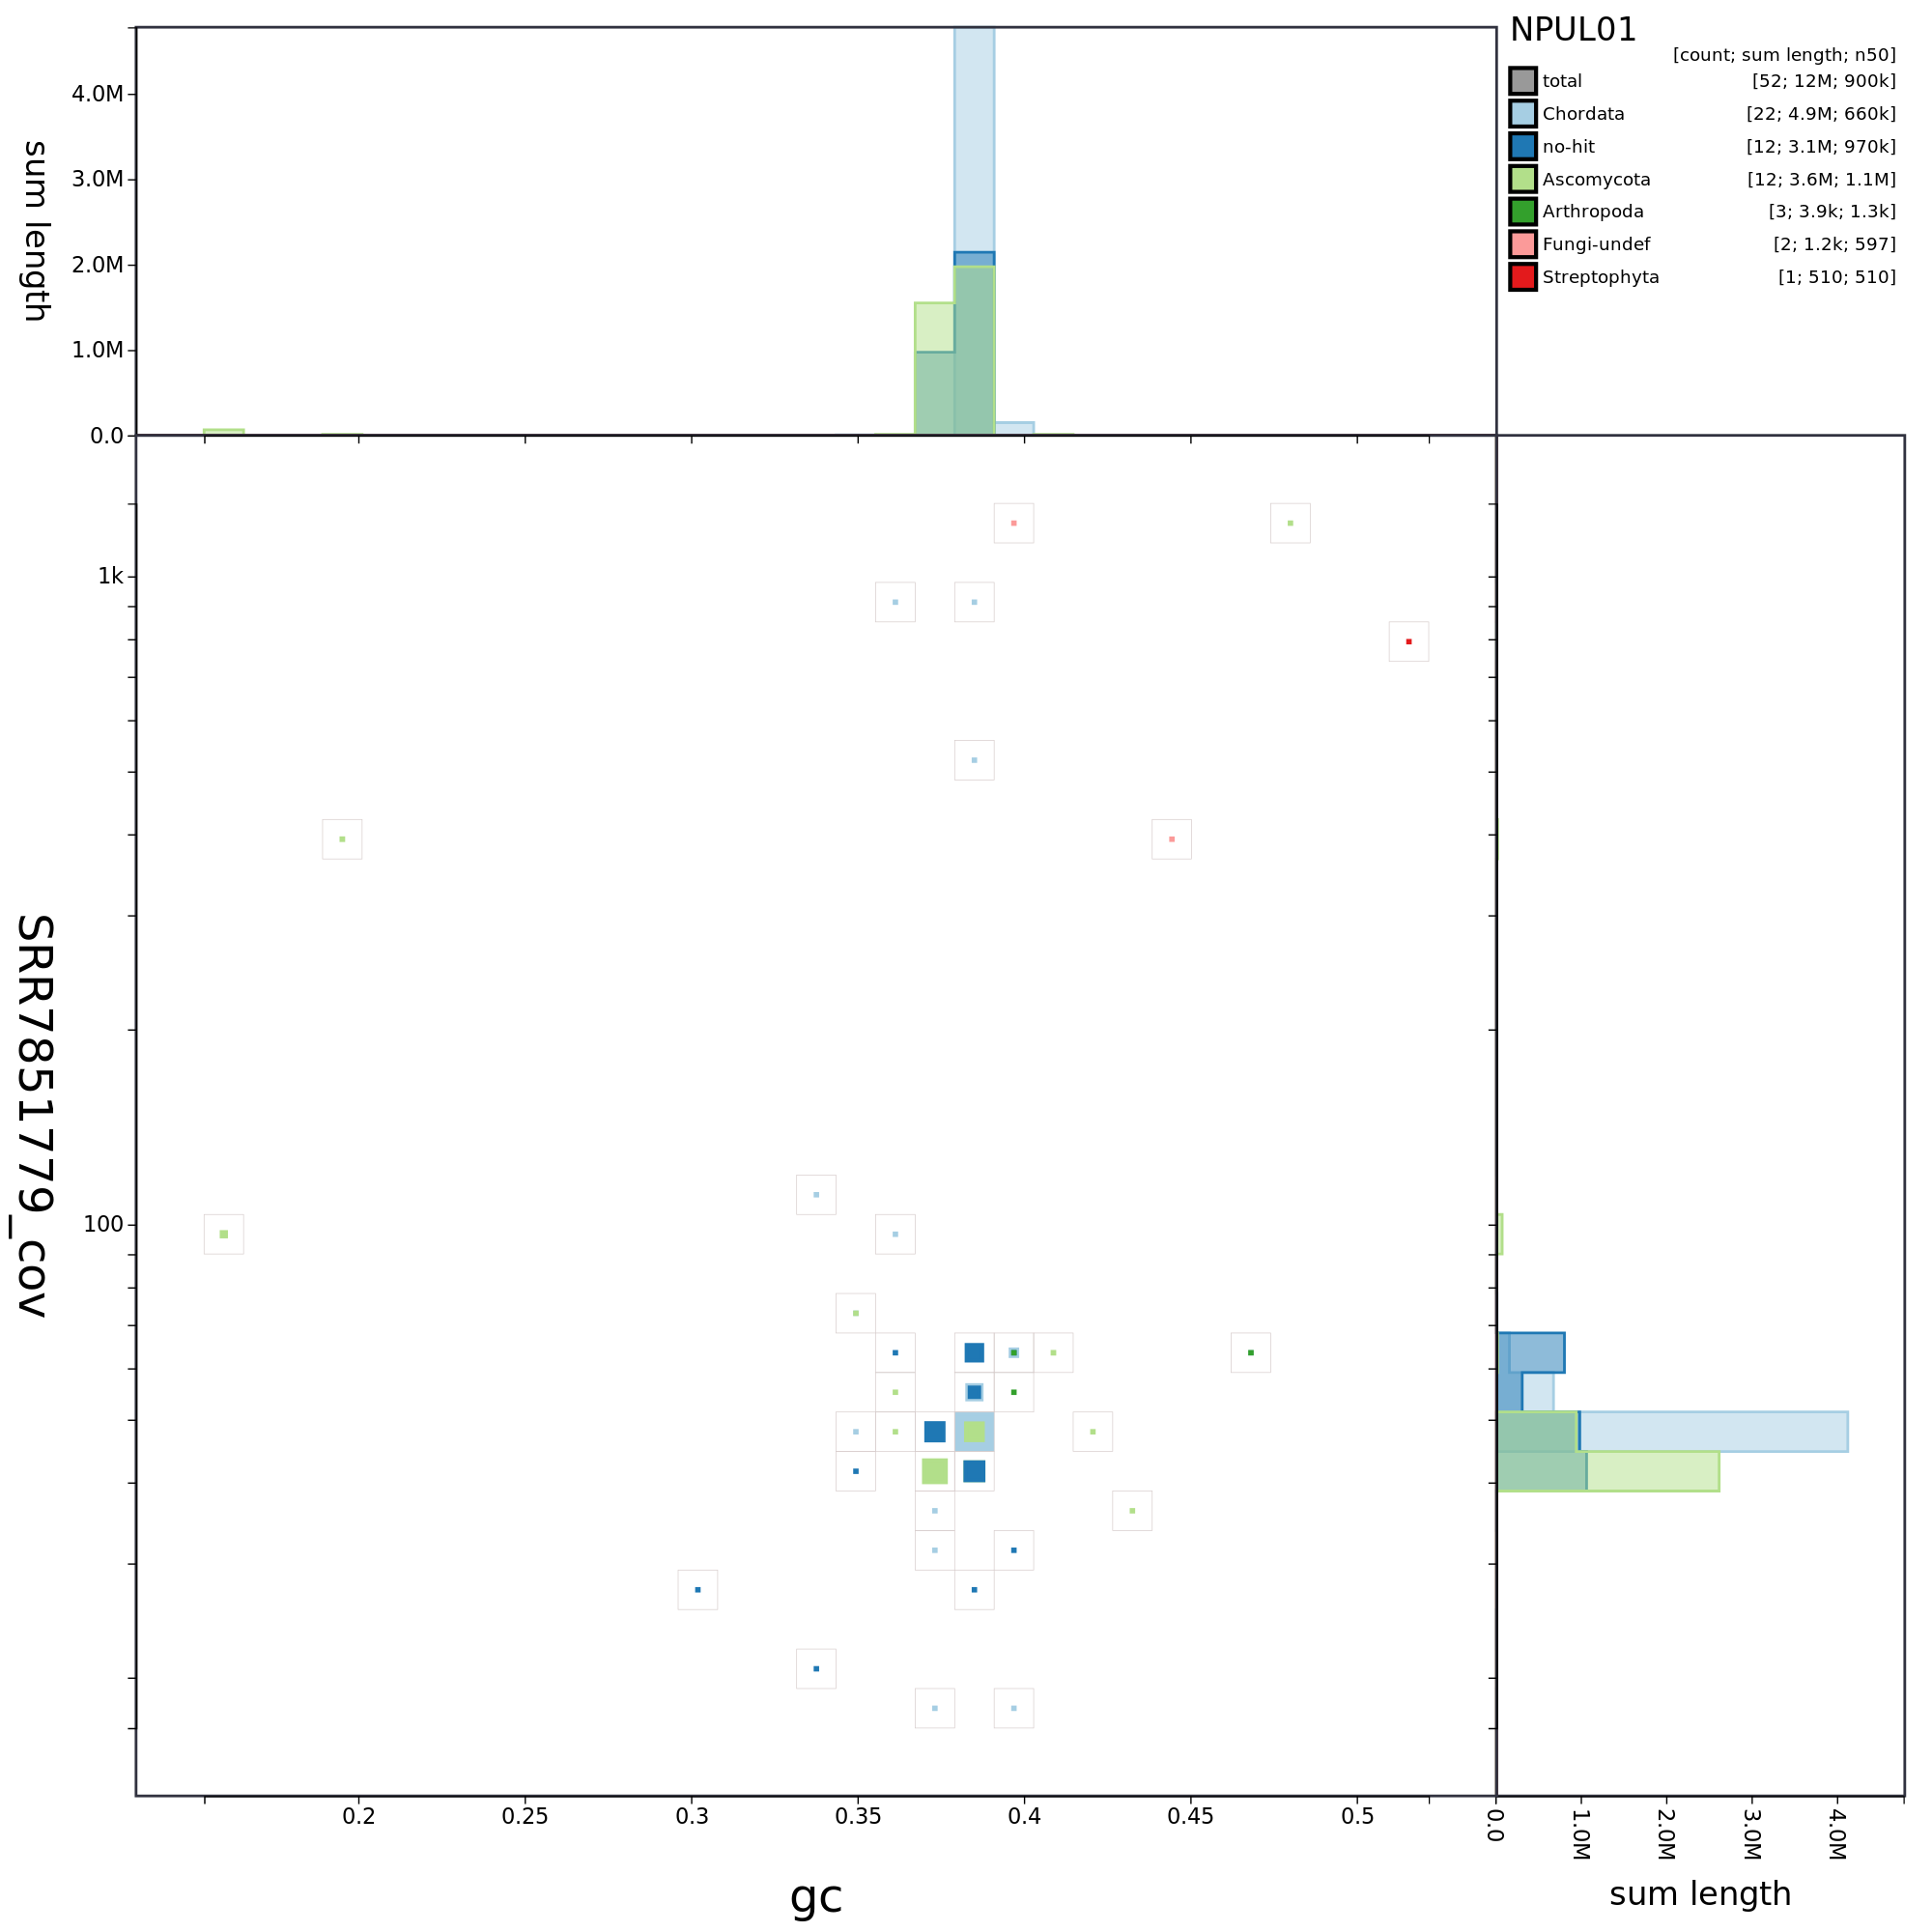 NPUL01
[count; sum length; n50]
total [52; 12M; 900k]
Chordata [22; 4.9M; 660k]
no-hit [12; 3.1M; 970k]
Ascomycota [12; 3.6M; 1.1M]
Arthropoda [3; 3.9k; 1.3k]
Fungi-undef [2; 1.2k; 597]
Streptophyta [1; 510; 510]
sum length
4.0M
3.0M
2.0M
1.0M
0.0
SRR7851779_cov
1k
100
0.2 0.25 0.3 0.35 0.4 0.45 0.5
gc
0.0 1.0M 2.0M 3.0M 4.0M
sum length